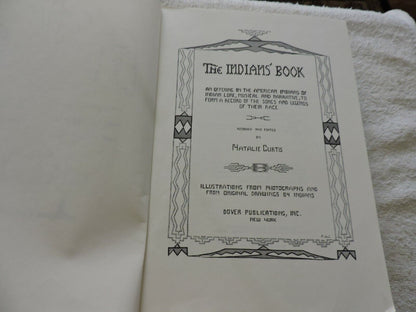 THE INDIANS' BOOK
AN OFFERING BY THE AMERICAN INDIANS OF
INDIAN LORE, MUSICAL AND NARRATIVE, TO
FORM A RECORD OF THE SONGS AND LEGENDS
OF THEIR RACE
RECORDED AND EDITED
BY
NATALIE CURTIS
ILLUSTRATIONS FROM PHOTOGRAPHS AND
FROM ORIGINAL DRAWINGS BY INDIANS
DOVER PUBLICATIONS, INC.
NEW YORK